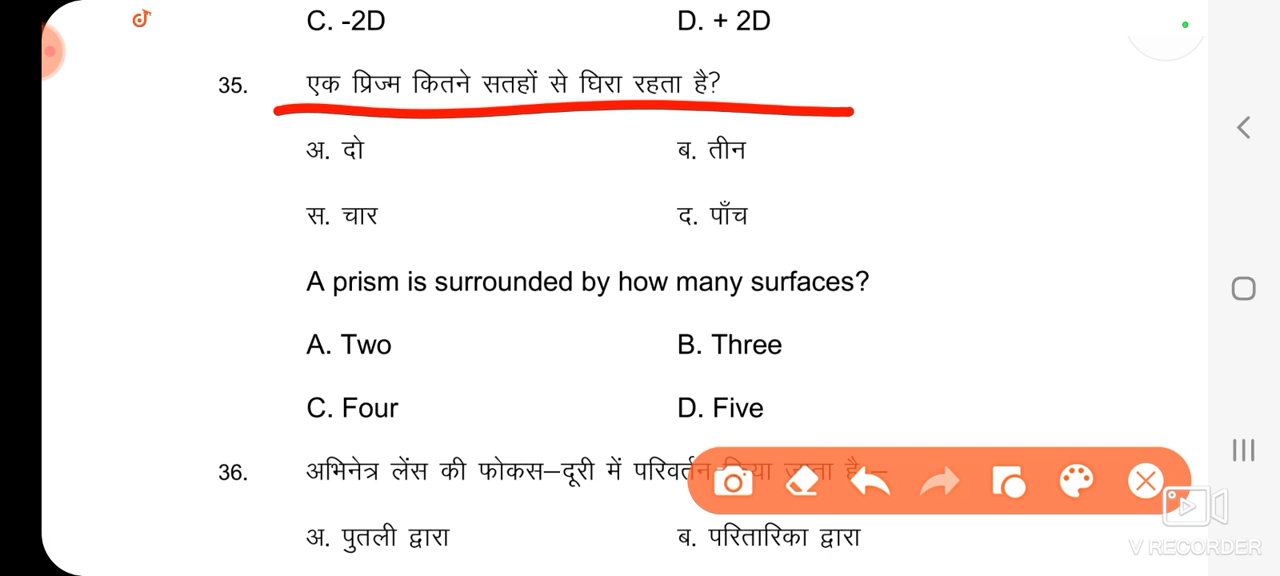 C. -2D D. + 2D
35. एक प्रिज्म कितने सतहों से घिरा रहता है?
अ. दो ब. तीन
स. चार द. पाँच
A prism is surrounded by how many surfaces?
A. Two B. Three
C. Four D. Five
36. अभिनेत्र लेंस की फोकस–दूरी में परिवर्तन किया जाता है –
अ. पुतली द्वारा ब. परितारिका द्वारा
V RECORDER